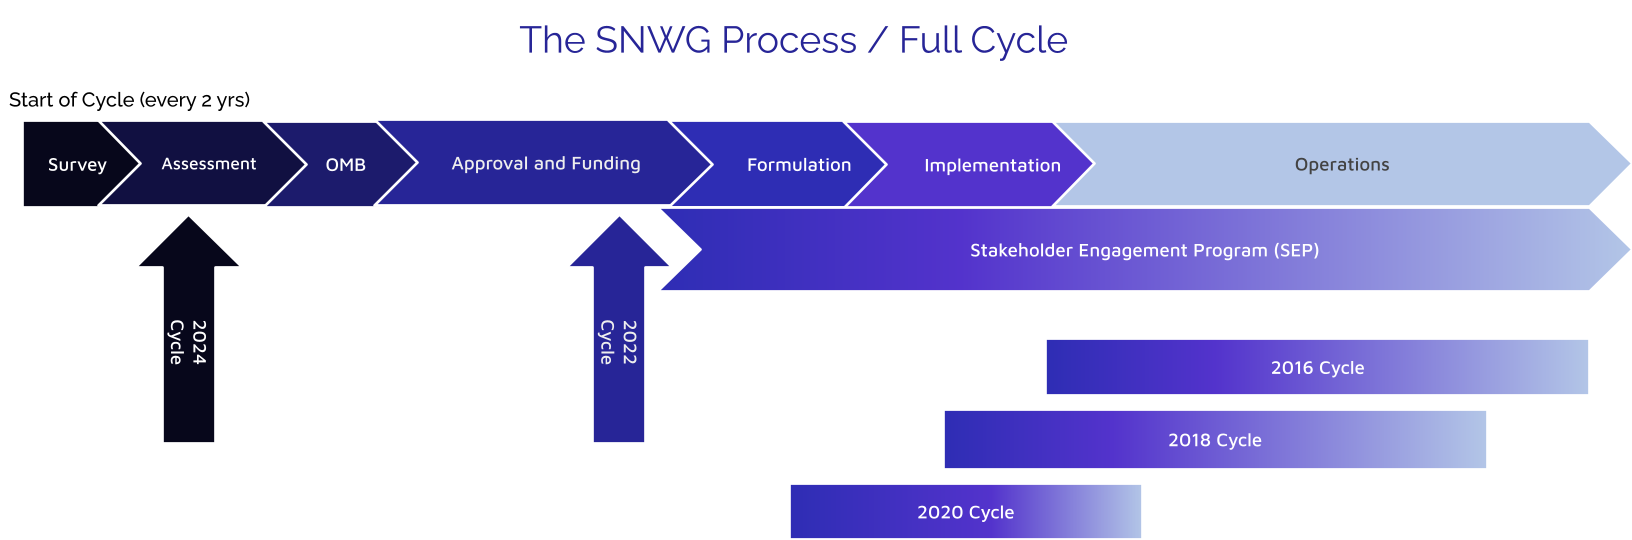 The SNWG Process / Full Cycle
Start of Cycle (every 2 yrs)
Survey
Assessment
OMB
Approval and Funding
Formulation
Implementation
Operations
Stakeholder Engagement Program (SEP)
2024
Cycle
2022
Cycle
2016 Cycle
2018 Cycle
2020 Cycle